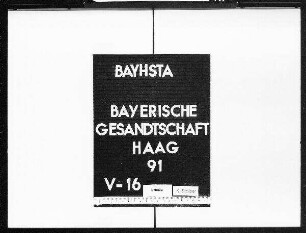 BAYHSTA
BAYERISCHE
GESANDTSCHAFT
HAAG
91
V-16